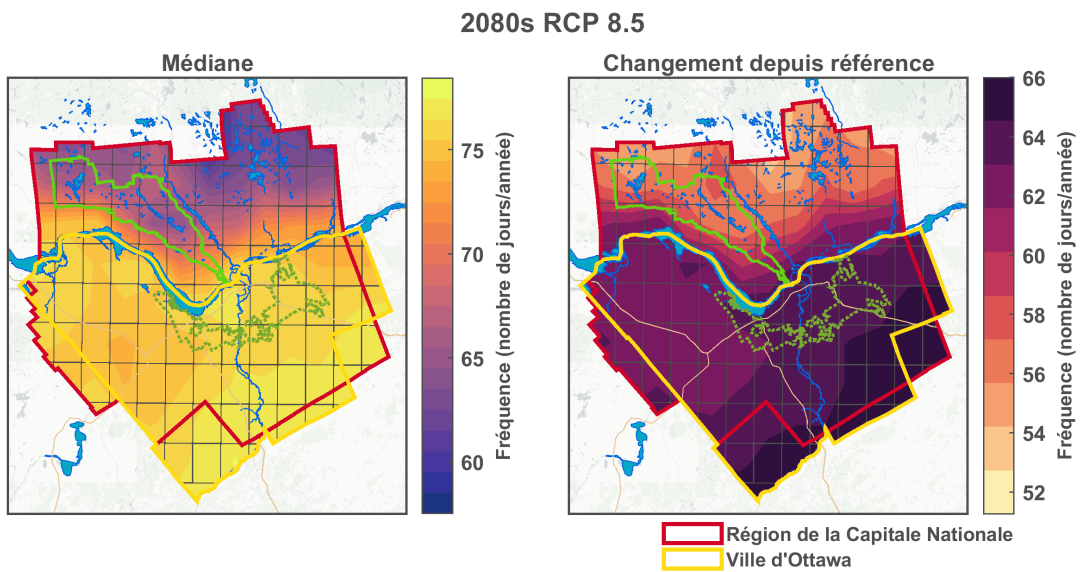 2080s RCP 8.5
Médiane
Changement depuis référence
75
70
65
60
Fréquence (nombre de jours/année)
66
64
62
60
58
56
54
52
Fréquence (nombre de jours/année)
Région de la Capitale Nationale
Ville d'Ottawa